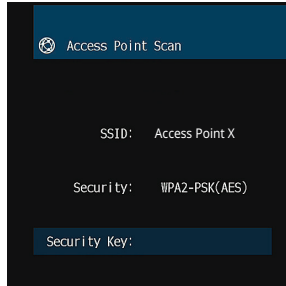 Access Point Scan
SSID: Access Point X
Security: WPA2-PSK(AES)
Security Key: